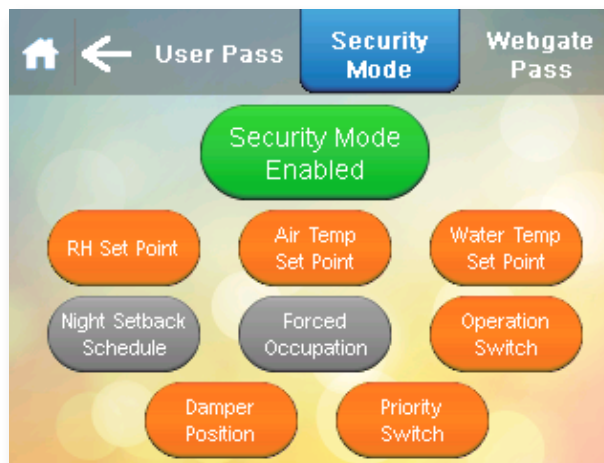 User Pass
Security
Mode
Webgate
Pass
Security Mode
Enabled
RH Set Point
Air Temp
Set Point
Water Temp
Set Point
Night Setback
Schedule
Forced
Occupation
Operation
Switch
Damper
Position
Priority
Switch